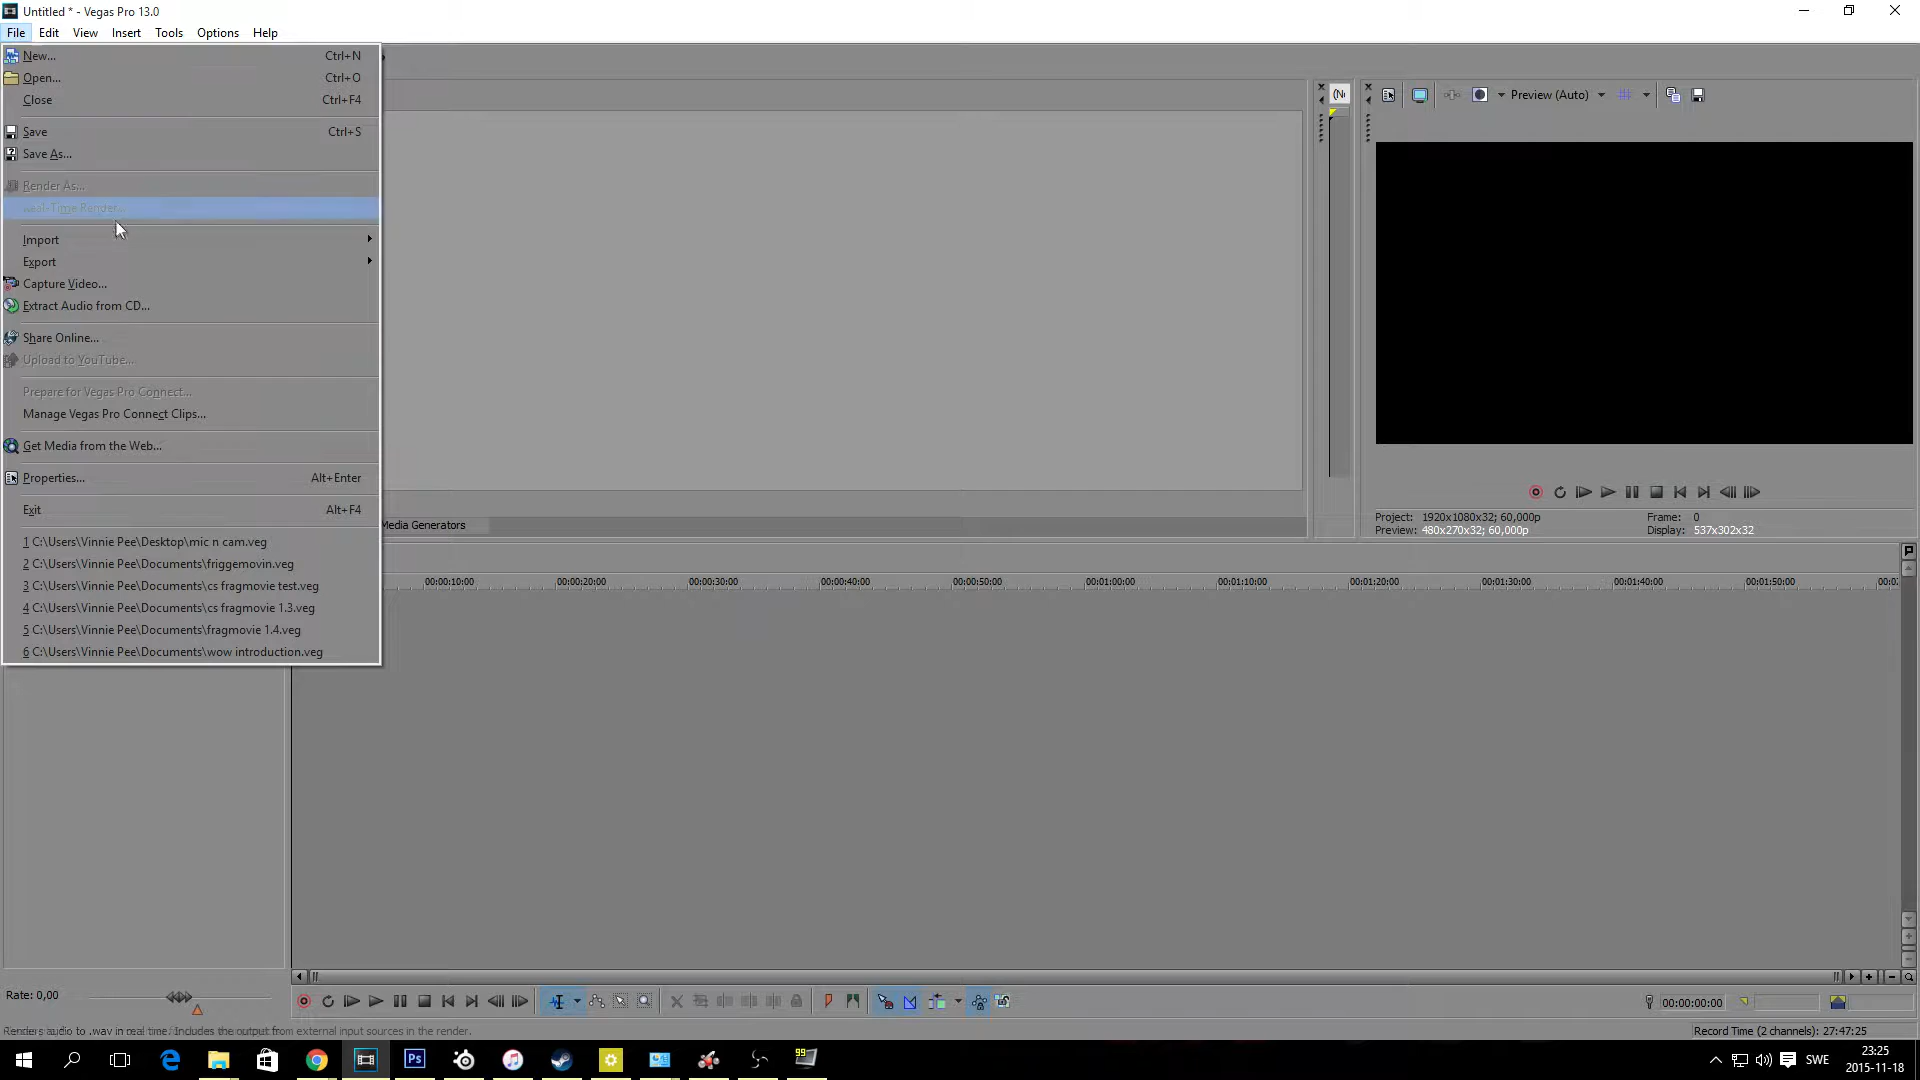 Untitled * - Vegas Pro 13.0
File Edit View Insert Tools Options Help
New... Ctrl+N
Open... Ctrl+O
Close Ctrl+F4
Save Ctrl+S
Save As...
Render As...
Real-Time Render...
Import
Export
Capture Video...
Extract Audio from CD...
Share Online...
Upload to YouTube...
Prepare for Vegas Pro Connect...
Manage Vegas Pro Connect Clips...
Get Media from the Web...
Properties... Alt+Enter
Exit Alt+F4
1 C:\Users\Vinnie Pee\Desktop\mic n cam.veg
2 C:\Users\Vinnie Pee\Documents\friggemovin.veg
3 C:\Users\Vinnie Pee\Documents\cs fragmovie test.veg
4 C:\Users\Vinnie Pee\Documents\cs fragmovie 1.3.veg
5 C:\Users\Vinnie Pee\Documents\fragmovie 1.4.veg
6 C:\Users\Vinnie Pee\Documents\wow introduction.veg
Media Generators
Preview (Auto)
Project: 1920x1080x32; 60,000p Frame: 0
Preview: 480x270x32; 60,000p Display: 537x302x32
00:00:10:00 00:00:20:00 00:00:30:00 00:00:40:00 00:00:50:00 00:01:00:00 00:01:10:00 00:01:20:00 00:01:30:00 00:01:40:00 00:01:50:00
Rate: 0,00
00:00:00:00
Renders audio to .wav in real time. Includes the output from external input sources in the render.
Record Time (2 channels): 27:47:25
Ps
99
SWE
23:25
2015-11-18